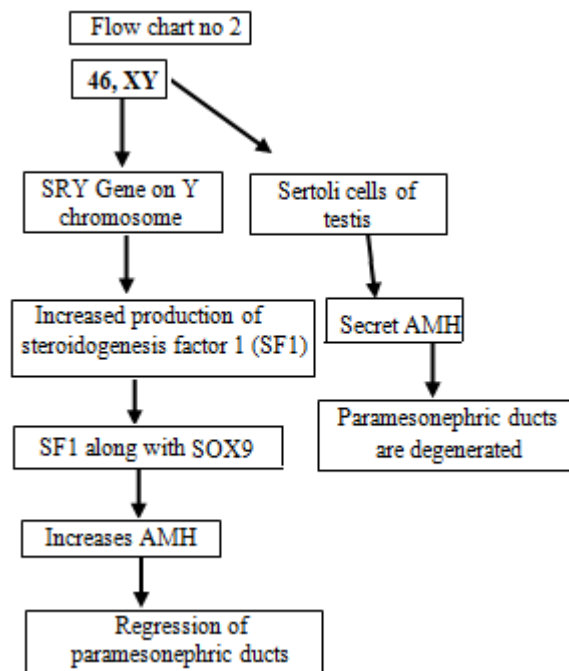 Flow chart no 2
46, XY
SRY Gene on Y
chromosome
Sertoli cells of
testis
Increased production of
steroidogenesis factor 1 (SF1)
Secret AMH
SF1 along with SOX9
Paramesonephric ducts
are degenerated
Increases AMH
Regression of
paramesonephric ducts